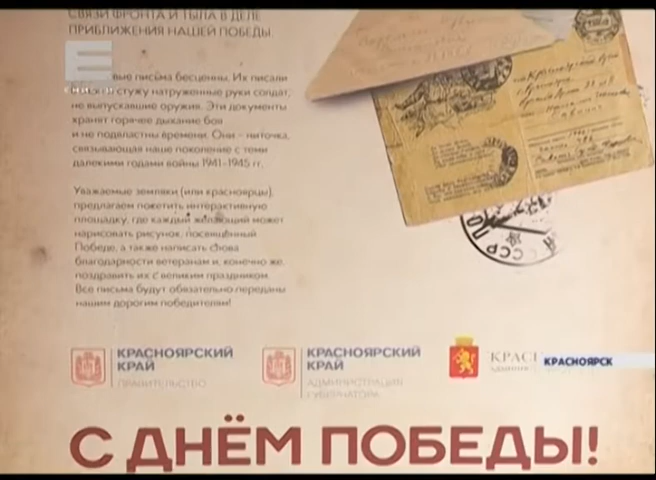 СВЯЗИ ФРОНТА И ТЫЛА В ДЕЛЕ
ПРИБЛИЖЕНИЯ НАШЕЙ ПОБЕДЫ.
письма бесценны. Их писали
стужу натруженные руки солдат,
не выпускавшие оружия. Эти документы
хранят горячее дыхание боя
и не подвластны времени. Они – ниточка,
связывающая наше поколение с теми
далекими годами войны 1941-1945 гг.
Уважаемые земляки (или красноярцы),
предлагаем посетить интерактивную
площадку, где каждый желающий может
нарисовать рисунок, посвященный
Победе, а также написать слова
благодарности ветеранам и, конечно же,
поздравить их с великим праздником.
Все письма будут обязательно переданы
нашим дорогим победителям!
СССР
КРАСНОЯРСКИЙ
КРАЙ
ПРАВИТЕЛЬСТВО
КРАСНОЯРСКИЙ
КРАЙ
АДМИНИСТРАЦИЯ
ГУБЕРНАТОРА
КРАСНОЯРСК
С ДНЁМ ПОБЕДЫ!